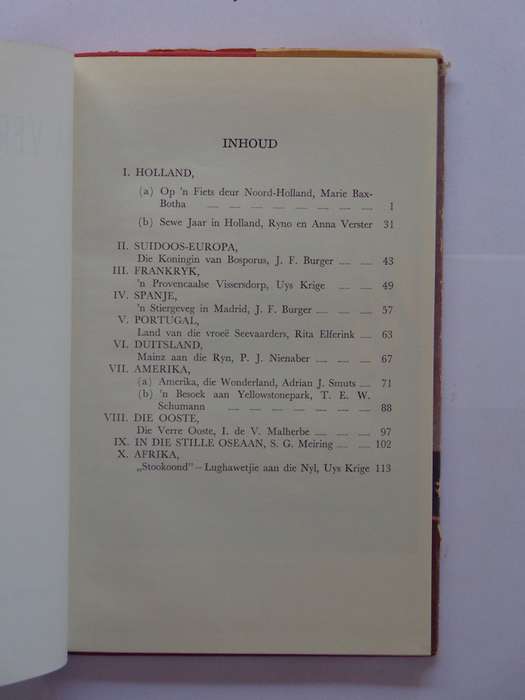 INHOUD
I. HOLLAND,
(a) Op 'n Fiets deur Noord-Holland, Marie Bax-
Botha 1
(b) Sewe Jaar in Holland, Ryno en Anna Verster 31
II. SUIDOOS-EUROPA,
Die Koningin van Bosporus, J. F. Burger 43
III. FRANKRYK,
'n Provencaalse Vissersdorp, Uys Krige 49
IV. SPANJE,
'n Stiergeveg in Madrid, J. F. Burger 57
V. PORTUGAL,
Land van die vroeë Seevaarders, Rita Elferink 63
VI. DUITSLAND,
Mainz aan die Ryn, P. J. Nienaber 67
VII. AMERIKA,
(a) Amerika, die Wonderland, Adrian J. Smuts 71
(b) 'n Besoek aan Yellowstonepark, T. E. W.
Schumann 88
VIII. DIE OOSTE,
Die Verre Ooste, I. de V. Malherbe 97
IX. IN DIE STILLE OSEAAN, S. G. Meiring 102
X. AFRIKA,
„Stookoond" – Lughawetjie aan die Nyl, Uys Krige 113